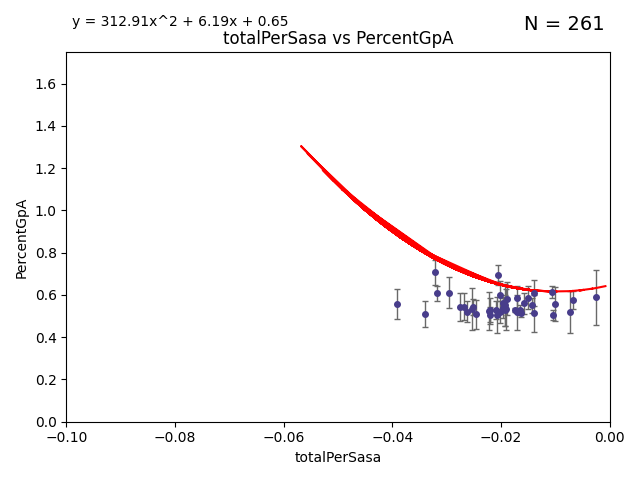 y = 312.91x^2 + 6.19x + 0.65
N = 261
totalPerSasa vs PercentGpA
1.6
1.4
1.2
1.0
0.8
0.6
0.4
0.2
0.0
PercentGpA
−0.10 −0.08 −0.06 −0.04 −0.02 0.00
totalPerSasa